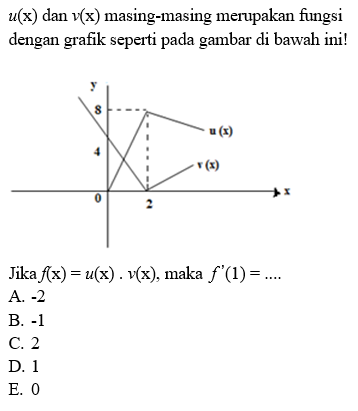 u(x) dan v(x) masing-masing merupakan fungsi
dengan grafik seperti pada gambar di bawah ini!
y
8
u (x)
4
v (x)
x
0
2
Jika f(x) = u(x) . v(x), maka f'(1) = ....
A. -2
B. -1
C. 2
D. 1
E. 0